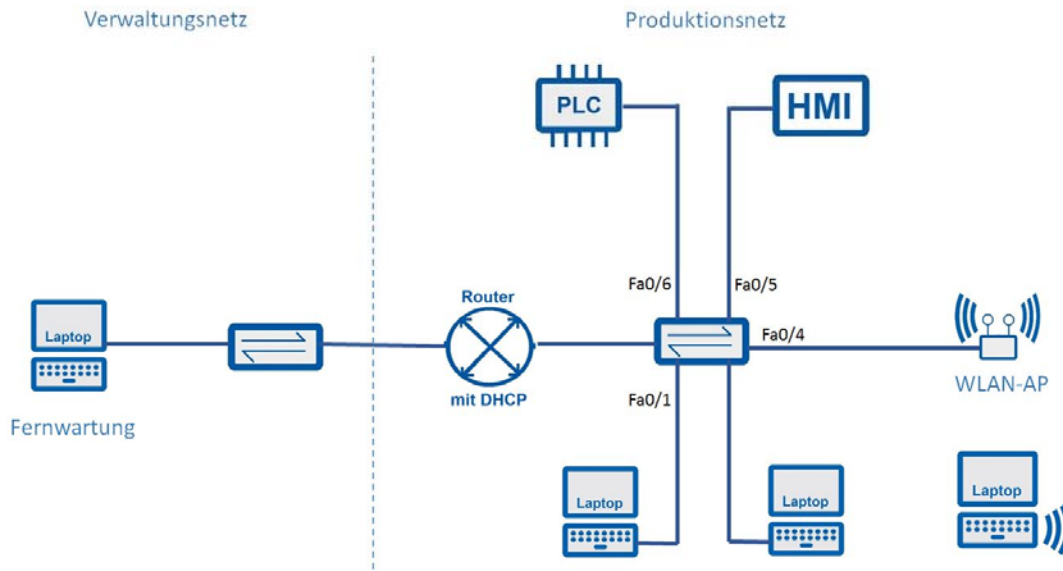 Verwaltungsnetz
Produktionsnetz
PLC
HMI
Fa0/6
Fa0/5
Router
Laptop
Fa0/4
mit DHCP
Fa0/1
WLAN-AP
Fernwartung
Laptop
Laptop
Laptop